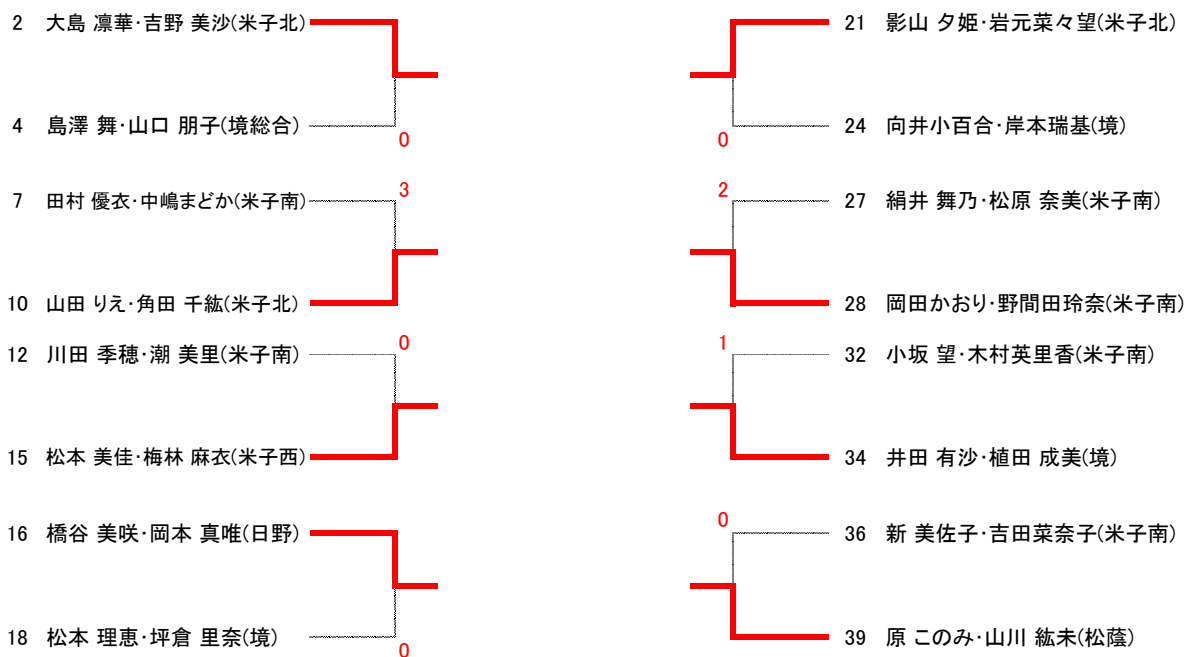 2 大島 凛華・吉野 美沙(米子北)
4 島澤 舞・山口 朋子(境総合)
0
7 田村 優衣・中嶋まどか(米子南)
3
10 山田 りえ・角田 千紘(米子北)
12 川田 季穂・潮 美里(米子南)
0
15 松本 美佳・梅林 麻衣(米子西)
16 橋谷 美咲・岡本 真唯(日野)
18 松本 理恵・坪倉 里奈(境)
0
21 影山 夕姫・岩元菜々望(米子北)
24 向井小百合・岸本瑞基(境)
0
2
27 絹井 舞乃・松原 奈美(米子南)
28 岡田かおり・野間田玲奈(米子南)
1
32 小坂 望・木村英里香(米子南)
34 井田 有沙・植田 成美(境)
0
36 新 美佐子・吉田菜奈子(米子南)
39 原 このみ・山川 紘未(松蔭)